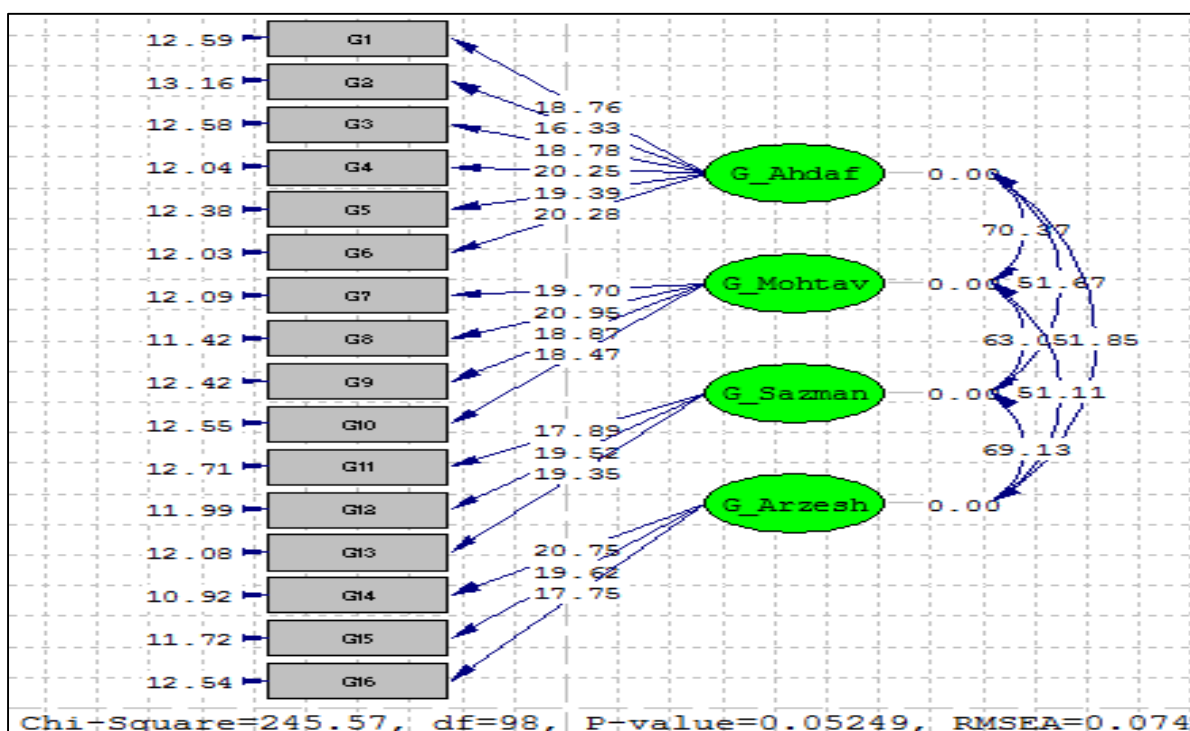 12.59 G1
13.16 G2
12.58 G3
12.04 G4
12.38 G5
12.03 G6
12.09 G7
11.42 G8
12.42 G9
12.55 G10
12.71 G11
11.99 G12
12.08 G13
10.92 G14
11.72 G15
12.54 G16
18.76
16.33
18.78
20.25
19.39
20.28
19.70
20.95
18.87
18.47
17.89
19.52
19.35
20.75
19.62
17.75
G_Ahdaf 0.00
G_Mohtav 0.00
G_Sazman 0.00
G_Arzesh 0.00
70.37
51.67
51.85
51.11
69.13
Chi-Square=245.57, df=98, P-value=0.05249, RMSEA=0.074